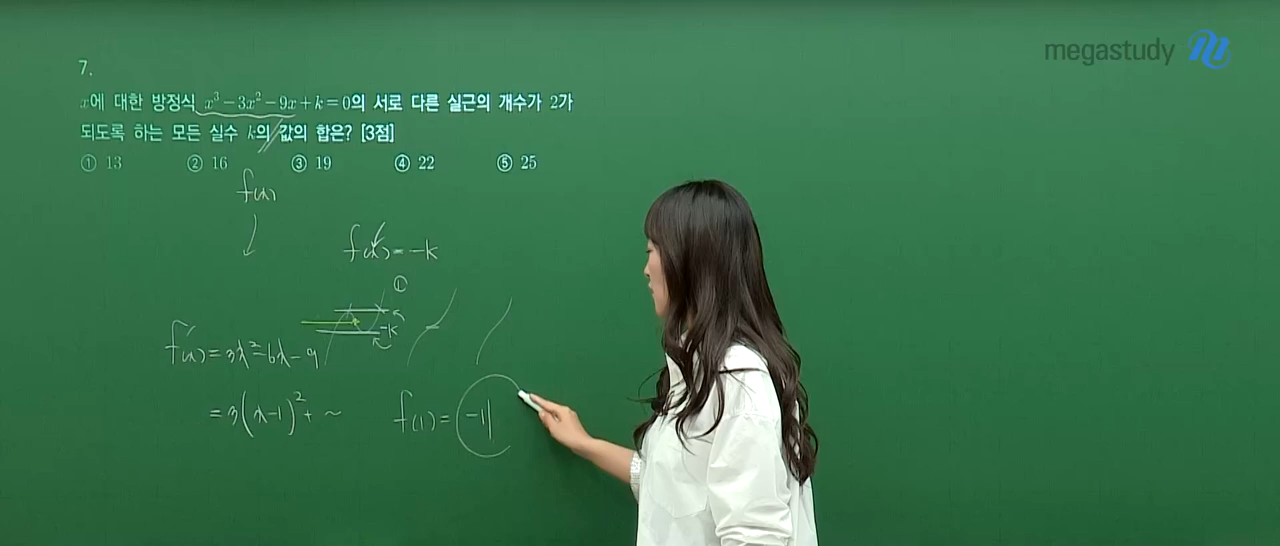 megastudy
7.
x에 대한 방정식 x³-3x²-9x+k=0의 서로 다른 실근의 개수가 2가
되도록 하는 모든 실수 k의 값의 합은? [3점]
① 13 ② 16 ③ 19 ④ 22 ⑤ 25
f(x)
f(x)=-k
①
-k
f'(x)=3x²-6x-9
=3(x-1)²+ ~ f(1)=-11